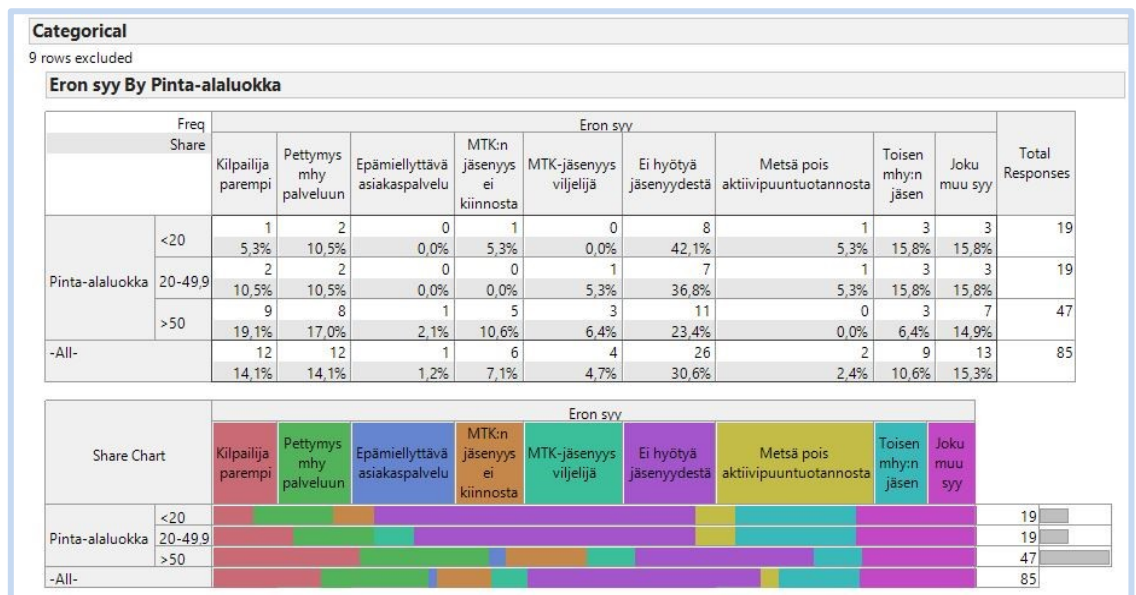 Categorical
9 rows excluded
Eron syy By Pinta-alaluokka
Freq
Share
Eron syy
Kilpailija parempi
Pettymys mhy palveluun
Epämiellyttävä asiakaspalvelu
MTK:n jäsenyys ei kiinnosta
MTK-jäsenyys viljelijä
Ei hyötyä jäsenyydestä
Metsä pois aktiivipuuntuotannosta
Toisen mhy:n jäsen
Joku muu syy
Total Responses
Pinta-alaluokka
<20
1 2 0 1 0 8 1 3 3 19
5,3% 10,5% 0,0% 5,3% 0,0% 42,1% 5,3% 15,8% 15,8%
20-49,9
2 2 0 0 1 7 1 3 3 19
10,5% 10,5% 0,0% 0,0% 5,3% 36,8% 5,3% 15,8% 15,8%
>50
9 8 1 5 3 11 0 3 7 47
19,1% 17,0% 2,1% 10,6% 6,4% 23,4% 0,0% 6,4% 14,9%
-All-
12 12 1 6 4 26 2 9 13 85
14,1% 14,1% 1,2% 7,1% 4,7% 30,6% 2,4% 10,6% 15,3%
Eron syy
Share Chart
Kilpailija parempi
Pettymys mhy palveluun
Epämiellyttävä asiakaspalvelu
MTK:n jäsenyys ei kiinnosta
MTK-jäsenyys viljelijä
Ei hyötyä jäsenyydestä
Metsä pois aktiivipuuntuotannosta
Toisen mhy:n jäsen
Joku muu syy
Pinta-alaluokka
<20 19
20-49,9 19
>50 47
-All- 85